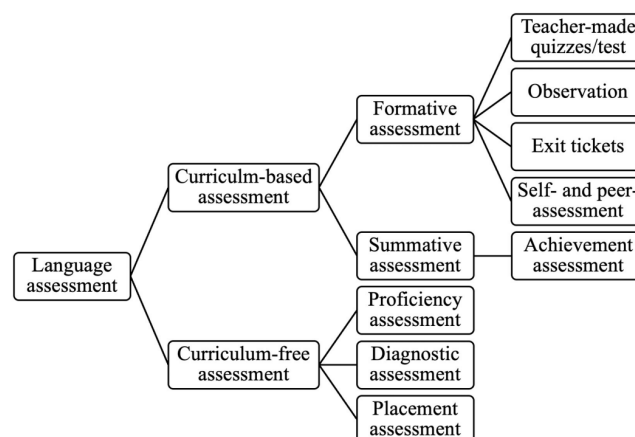 Language
assessment
Curriculm-based
assessment
Curriculum-free
assessment
Formative
assessment
Summative
assessment
Proficiency
assessment
Diagnostic
assessment
Placement
assessment
Teacher-made
quizzes/test
Observation
Exit tickets
Self- and peer-
assessment
Achievement
assessment